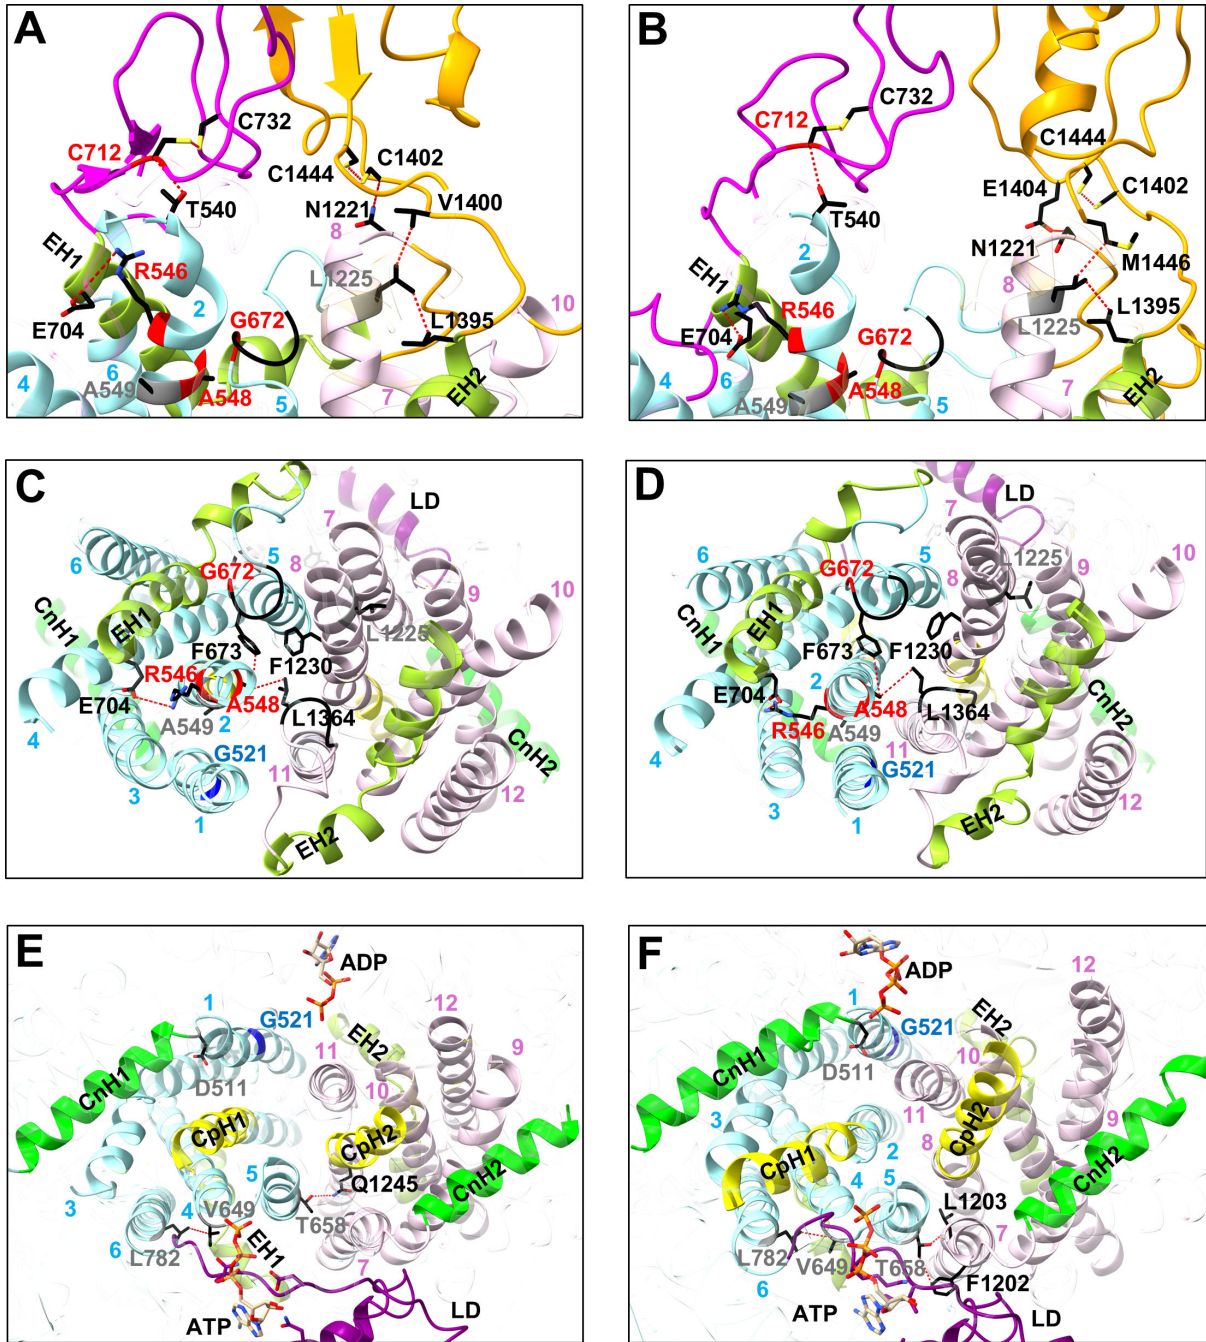 A
C732
C712
C1402
C1444
T540
V1400
N1221
8
EH1
R546
L1225
10
2
E704
G672
L1395
6
4
A549
A548
5
7
EH2
B
C732
C712
C1444
E1404
C1402
T540
2
N1221
M1446
EH1
8
R546
L1225
L1395
G672
E704
6
4
A549
A548
5
7
EH2
C
LD
7
6
5
8
G672
9
10
CnH1
EH1
L1225
F673
R546
F1230
E704
A548
A549
2
L1364
4
G521
CnH2
11
3
12
1
EH2
D
LD
7
6
5
L1225
10
G672
8
9
CnH1
EH1
F673
F1230
E704
2
A548
L1364
CnH2
R546
A549
11
4
G521
3
12
1
EH2
E
ADP
1
12
G521
EH2
9
11
CnH1
D511
10
CpH1
CpH2
3
5
Q1245
CnH2
V649
4
T658
6
L782
EH1
7
LD
ATP
F
12
ADP
1
G521
EH2
CnH1
10
D511
3
11
9
CpH2
8
2
CpH1
CnH2
4
5
L1203
7
L782
V649
T658
6
F1202
ATP
LD